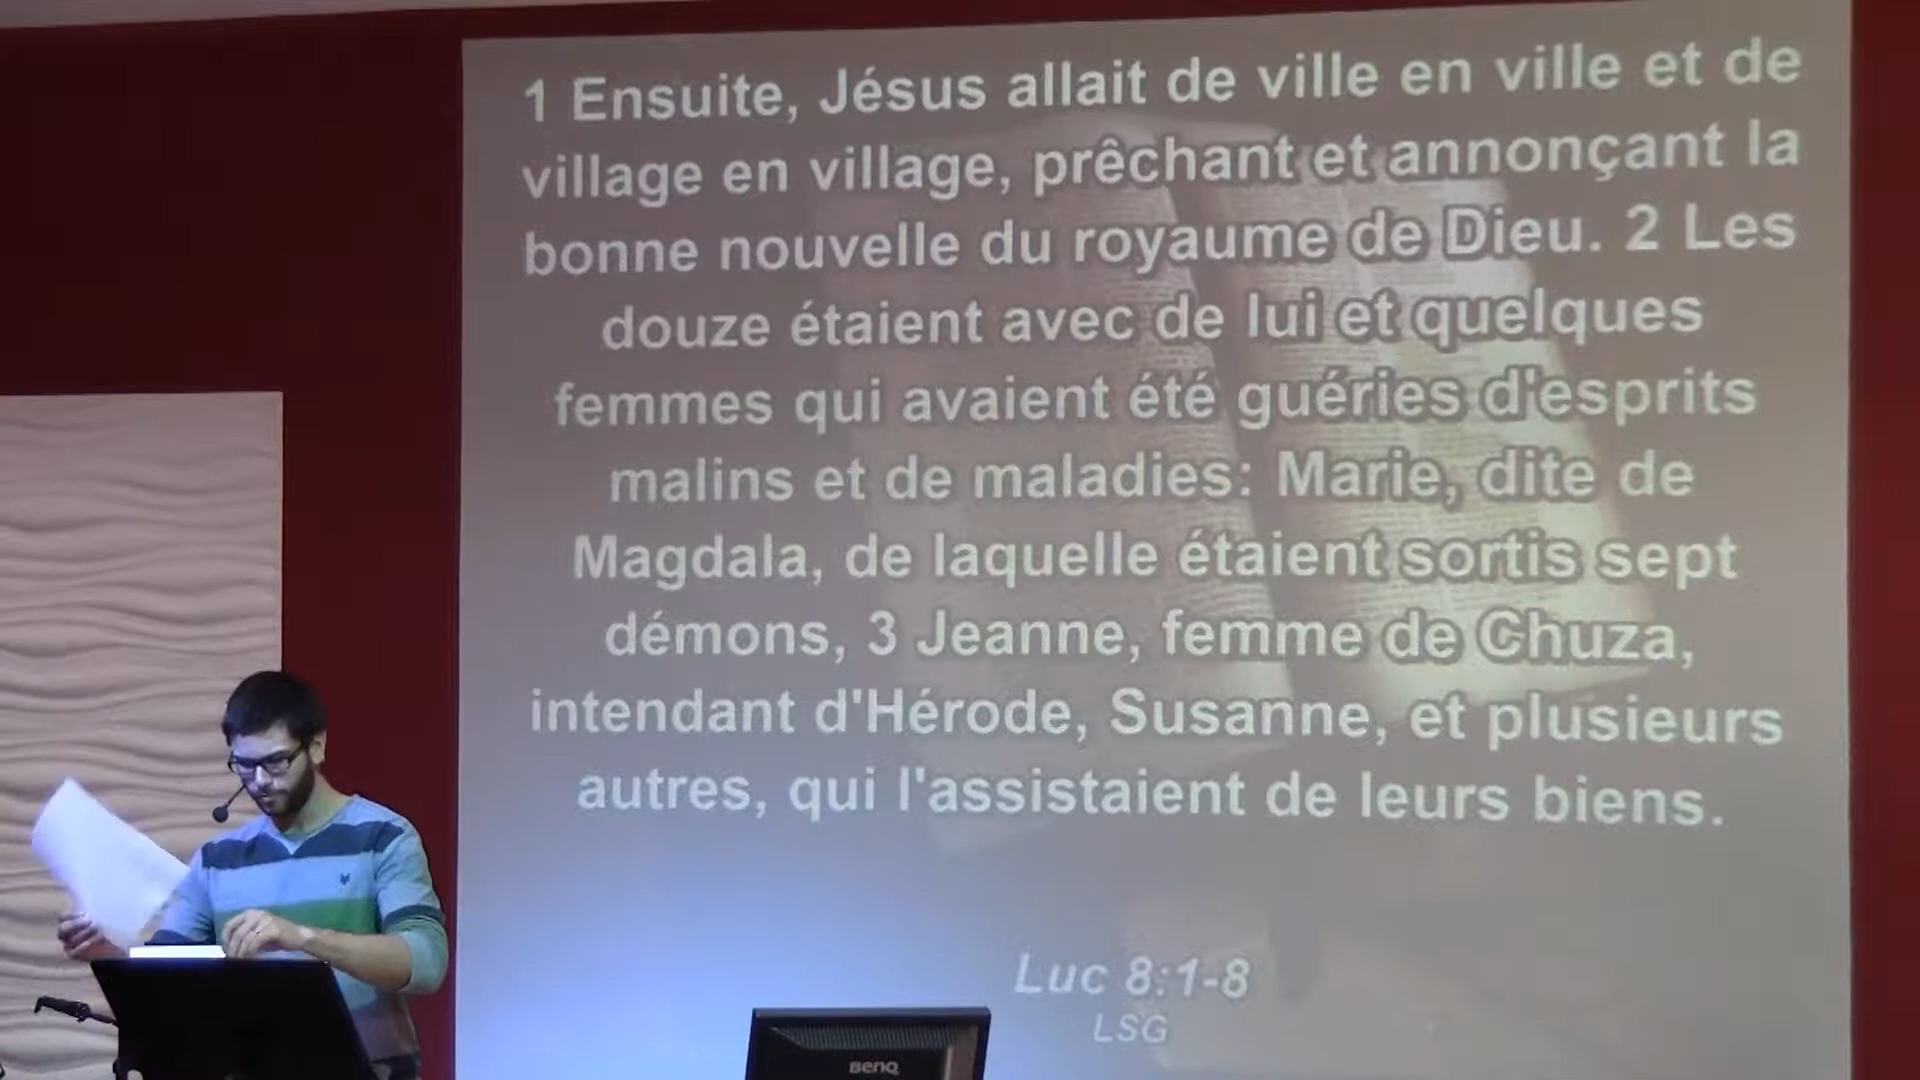 1 Ensuite, Jésus allait de ville en ville et de
village en village, prêchant et annonçant la
bonne nouvelle du royaume de Dieu. 2 Les
douze étaient avec de lui et quelques
femmes qui avaient été guéries d'esprits
malins et de maladies: Marie, dite de
Magdala, de laquelle étaient sortis sept
démons, 3 Jeanne, femme de Chuza,
intendant d'Hérode, Susanne, et plusieurs
autres, qui l'assistaient de leurs biens.
Luc 8:1-8
LSG
BenQ